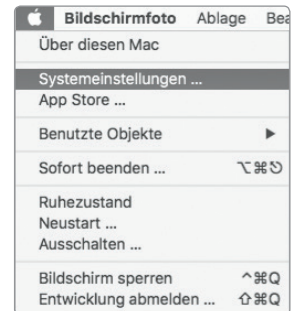 Bildschirmfoto Ablage
Über diesen Mac
Systemeinstellungen ...
App Store ...
Benutzte Objekte ▶
Sofort beenden ... ⌥⌘⎋
Ruhezustand
Neustart ...
Ausschalten ...
Bildschirm sperren ^⌘Q
Entwicklung abmelden ... ⇧⌘Q